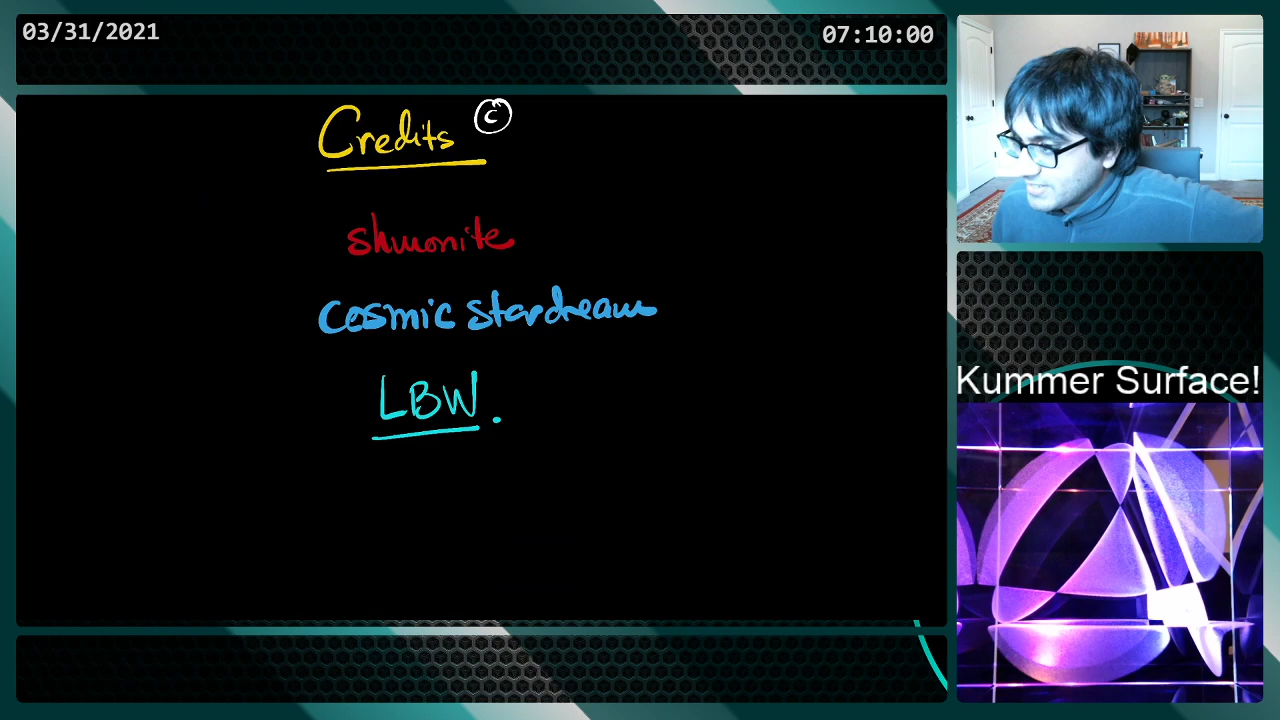 03/31/2021
07:10:00
Credits ©
shmonite
cosmic stardream
LBW.
Kummer Surface!